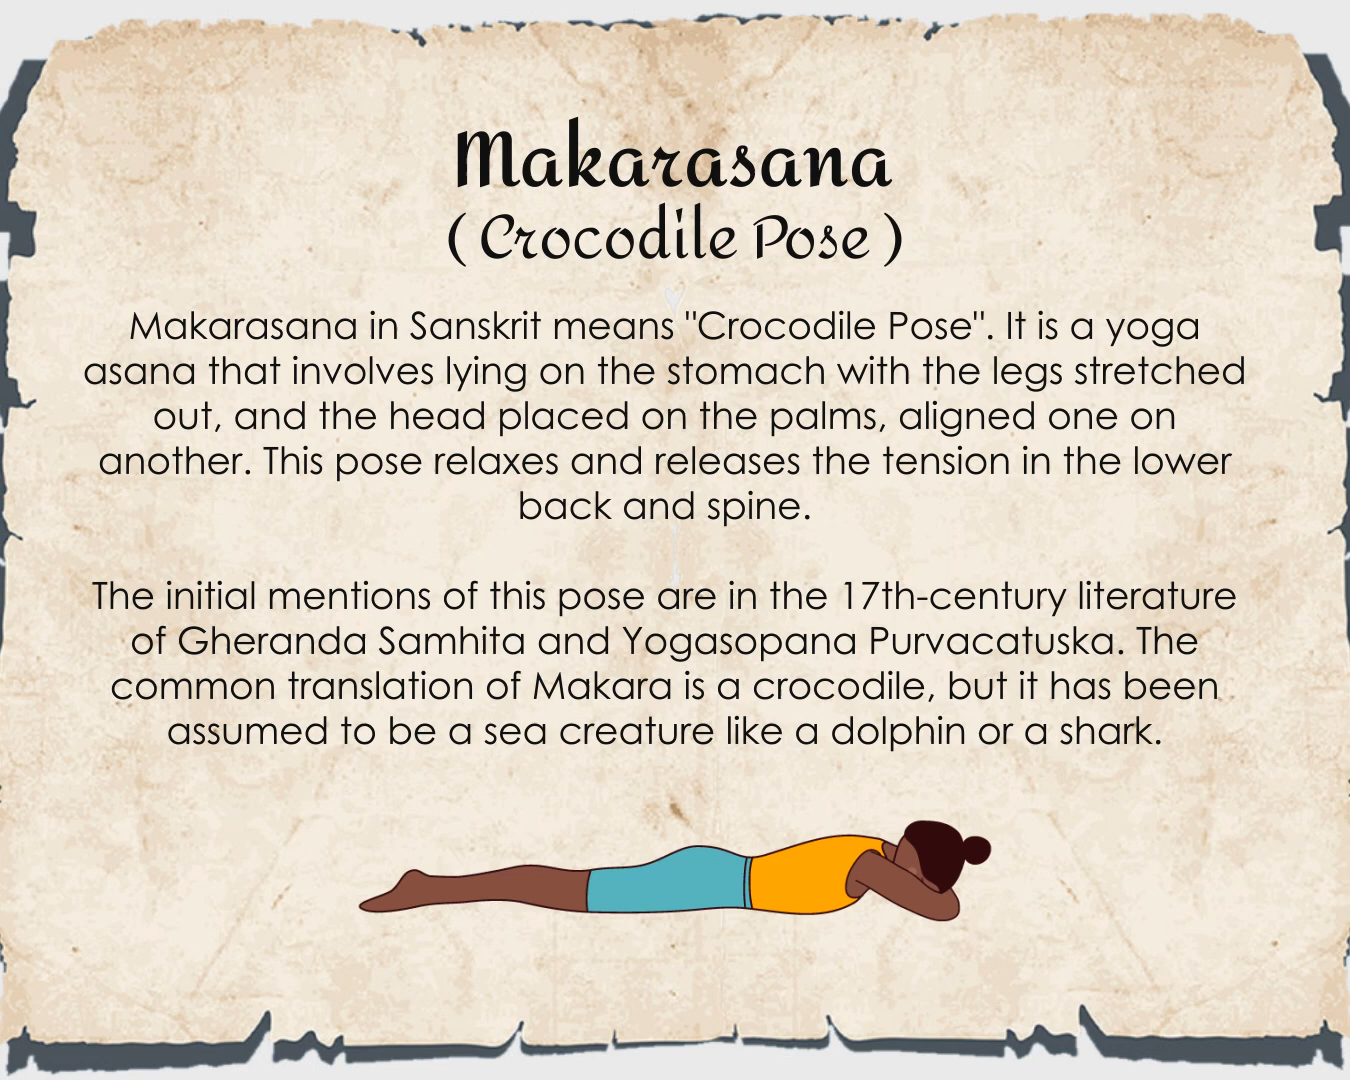 Makarasana
( Crocodile Pose )
Makarasana in Sanskrit means "Crocodile Pose". It is a yoga
asana that involves lying on the stomach with the legs stretched
out, and the head placed on the palms, aligned one on
another. This pose relaxes and releases the tension in the lower
back and spine.
The initial mentions of this pose are in the 17th-century literature
of Gheranda Samhita and Yogasopana Purvacatuska. The
common translation of Makara is a crocodile, but it has been
assumed to be a sea creature like a dolphin or a shark.